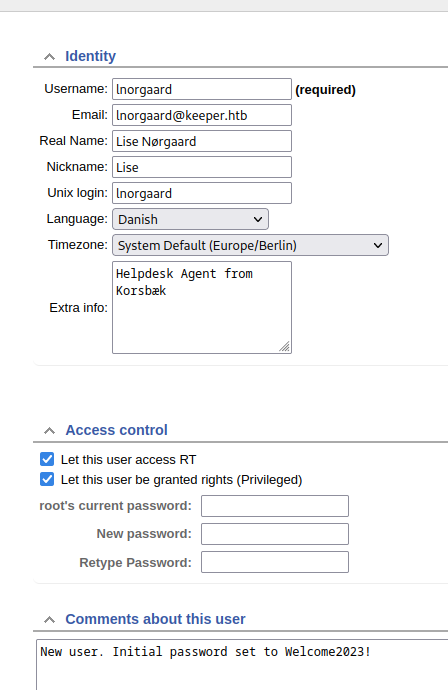 Identity
Username: lnorgaard (required)
Email: lnorgaard@keeper.htb
Real Name: Lise Nørgaard
Nickname: Lise
Unix login: lnorgaard
Language: Danish
Timezone: System Default (Europe/Berlin)
Extra info: Helpdesk Agent from
Korsbæk
Access control
Let this user access RT
Let this user be granted rights (Privileged)
root's current password:
New password:
Retype Password:
Comments about this user
New user. Initial password set to Welcome2023!